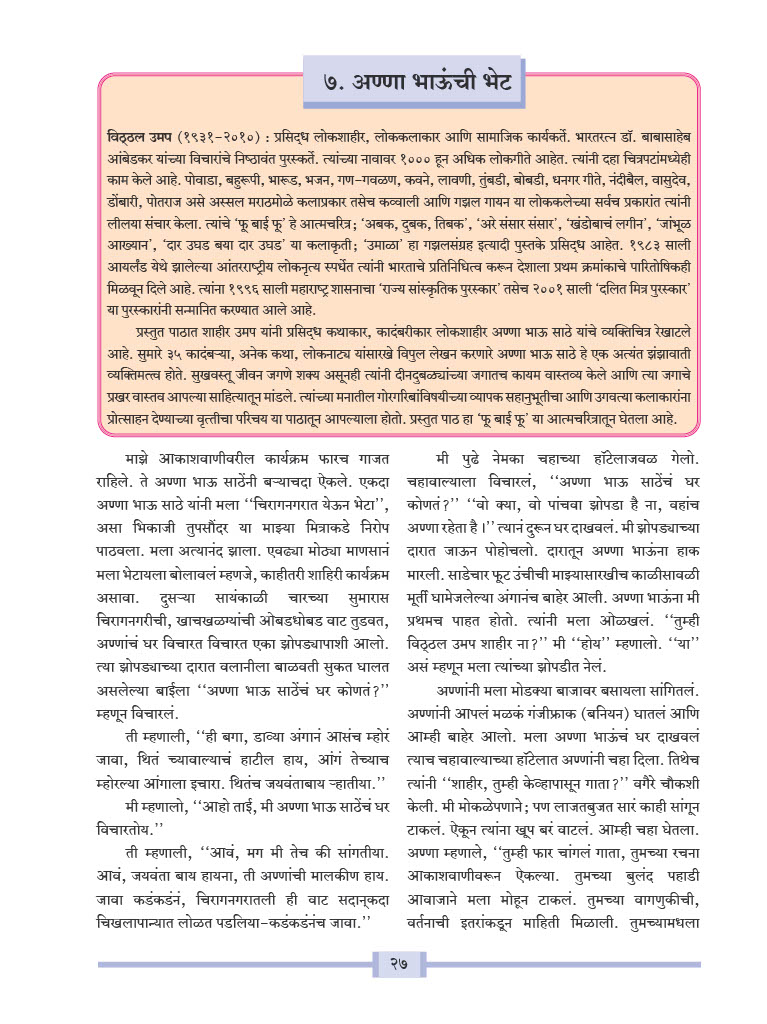 ७. अण्णा भाऊंची भेट
विठ्ठल उमप (१९३१-२०१०) : प्रसिद्ध लोकशाहीर, लोककलाकार आणि सामाजिक कार्यकर्ते. भारतरत्न डॉ. बाबासाहेब
आंबेडकर यांच्या विचारांचे निष्ठावंत पुरस्कर्ते. त्यांच्या नावावर १००० हून अधिक लोकगीते आहेत. त्यांनी दहा चित्रपटांमध्येही
काम केले आहे. पोवाडा, बहुरूपी, भारूड, भजन, गण-गवळण, कवने, लावणी, तुंबडी, बोबडी, धनगर गीते, नंदीबैल, वासुदेव,
डोंबारी, पोतराज असे अस्सल मराठमोळे कलाप्रकार तसेच कव्वाली आणि गझल गायन या लोककलेच्या सर्वच प्रकारांत त्यांनी
लीलया संचार केला. त्यांचे ‘फू बाई फू’ हे आत्मचरित्र; ‘अबक, दुबक, तिबक’, ‘अरे संसार संसार’, ‘खंडोबाचं लगीन’, ‘जांभूळ
आख्यान’, ‘दार उघड बया दार उघड’ या कलाकृती; ‘उमाळा’ हा गझलसंग्रह इत्यादी पुस्तके प्रसिद्ध आहेत. १९८३ साली
आयर्लंड येथे झालेल्या आंतरराष्ट्रीय लोकनृत्य स्पर्धेत त्यांनी भारताचे प्रतिनिधित्व करून देशाला प्रथम क्रमांकाचे पारितोषिकही
मिळवून दिले आहे. त्यांना १९९६ साली महाराष्ट्र शासनाचा ‘राज्य सांस्कृतिक पुरस्कार’ तसेच २००१ साली ‘दलित मित्र पुरस्कार’
या पुरस्कारांनी सन्मानित करण्यात आले आहे.
प्रस्तुत पाठात शाहीर उमप यांनी प्रसिद्ध कथाकार, कादंबरीकार लोकशाहीर अण्णा भाऊ साठे यांचे व्यक्तिचित्र रेखाटले
आहे. सुमारे ३५ कादंबऱ्या, अनेक कथा, लोकनाट्य यांसारखे विपुल लेखन करणारे अण्णा भाऊ साठे हे एक अत्यंत झंझावाती
व्यक्तिमत्त्व होते. सुखवस्तू जीवन जगणे शक्य असूनही त्यांनी दीनदुबळ्यांच्या जगातच कायम वास्तव्य केले आणि त्या जगाचे
प्रखर वास्तव आपल्या साहित्यातून मांडले. त्यांच्या मनातील गोरगरिबांविषयीच्या व्यापक सहानुभूतीचा आणि उगवत्या कलाकारांना
प्रोत्साहन देण्याच्या वृत्तीचा परिचय या पाठातून आपल्याला होतो. प्रस्तुत पाठ हा ‘फू बाई फू’ या आत्मचरित्रातून घेतला आहे.
माझे आकाशवाणीवरील कार्यक्रम फारच गाजत
राहिले. ते अण्णा भाऊ साठेंनी बऱ्याचदा ऐकले. एकदा
अण्णा भाऊ साठे यांनी मला ‘‘चिरागनगरात येऊन भेटा’’,
असा भिकाजी तुपसौंदर या माझ्या मित्राकडे निरोप
पाठवला. मला अत्यानंद झाला. एवढ्या मोठ्या माणसानं
मला भेटायला बोलावलं म्हणजे, काहीतरी शाहिरी कार्यक्रम
असावा. दुसऱ्या सायंकाळी चारच्या सुमारास
चिरागनगरीची, खाचखळग्यांची ओबडधोबड वाट तुडवत,
अण्णांचं घर विचारत विचारत एका झोपड्यापाशी आलो.
त्या झोपड्याच्या दारात वलानीला बाळवती सुकत घालत
असलेल्या बाईला ‘‘अण्णा भाऊ साठेंचं घर कोणतं?’’
म्हणून विचारलं.
ती म्हणाली, ‘‘ही बगा, डाव्या अंगानं आसंच म्होरं
जावा, थितं च्यावाल्याचं हाटील हाय, आंगं तेच्याच
म्होरल्या आंगाला इचारा. थितंच जयवंताबाय ऱ्हातीया.’’
मी म्हणालो, ‘‘आहो ताई, मी अण्णा भाऊ साठेंचं घर
विचारतोय.’’
ती म्हणाली, ‘‘आवं, मग मी तेच की सांगतीया.
आवं, जयवंता बाय हायना, ती अण्णांची मालकीण हाय.
जावा कडंकडंनं, चिरागनगरातली ही वाट सदान्‌कदा
चिखलापान्यात लोळत पडलिया-कडंकडंनंच जावा.’’
मी पुढे नेमका चहाच्या हॉटेलाजवळ गेलो.
चहावाल्याला विचारलं, ‘‘अण्णा भाऊ साठेंचं घर
कोणतं?’’ ‘‘वो क्या, वो पांचवा झोपडा है ना, वहांच
अण्णा रहेता है।’’ त्यानं दुरून घर दाखवलं. मी झोपड्याच्या
दारात जाऊन पोहोचलो. दारातून अण्णा भाऊंना हाक
मारली. साडेचार फूट उंचीची माझ्यासारखीच काळीसावळी
मूर्ती घामेजलेल्या अंगानंच बाहेर आली. अण्णा भाऊंना मी
प्रथमच पाहत होतो. त्यांनी मला ओळखलं. ‘‘तुम्ही
विठ्ठल उमप शाहीर ना?’’ मी ‘‘होय’’ म्हणालो. ‘‘या’’
असं म्हणून मला त्यांच्या झोपडीत नेलं.
अण्णांनी मला मोडक्या बाजावर बसायला सांगितलं.
अण्णांनी आपलं मळकं गंजीफ्राक (बनियन) घातलं आणि
आम्ही बाहेर आलो. मला अण्णा भाऊंचं घर दाखवलं
त्याच चहावाल्याच्या हॉटेलात अण्णांनी चहा दिला. तिथेच
त्यांनी ‘‘शाहीर, तुम्ही केव्हापासून गाता?’’ वगैरे चौकशी
केली. मी मोकळेपणाने; पण लाजतबुजत सारं काही सांगून
टाकलं. ऐकून त्यांना खूप बरं वाटलं. आम्ही चहा घेतला.
अण्णा म्हणाले, ‘‘तुम्ही फार चांगलं गाता, तुमच्या रचना
आकाशवाणीवरून ऐकल्या. तुमच्या बुलंद पहाडी
आवाजाने मला मोहून टाकलं. तुमच्या वागणुकीची,
वर्तनाची इतरांकडून माहिती मिळाली. तुमच्यामधला
२७